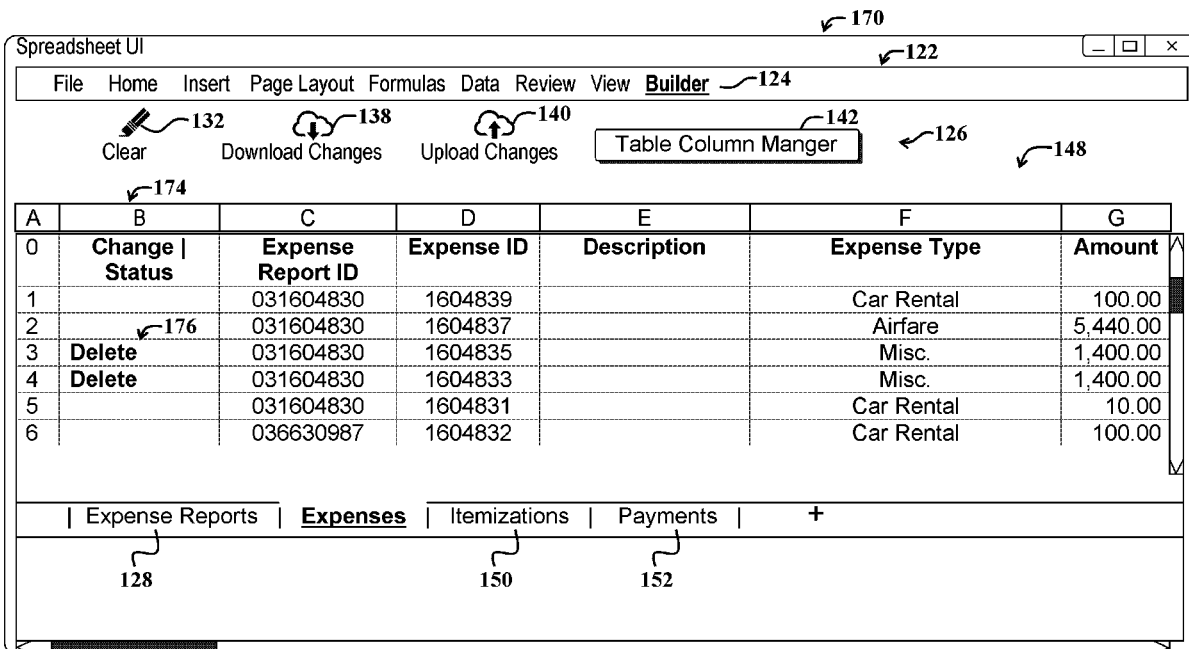 170
Spreadsheet UI
122
File Home Insert Page Layout Formulas Data Review View Builder 124
132 138 140 142
Clear Download Changes Upload Changes Table Column Manger 126
148
174
A B C D E F G
0 Change | Expense Expense ID Description Expense Type Amount
Status Report ID
1 031604830 1604839 Car Rental 100.00
2 176 031604830 1604837 Airfare 5,440.00
3 Delete 031604830 1604835 Misc. 1,400.00
4 Delete 031604830 1604833 Misc. 1,400.00
5 031604830 1604831 Car Rental 10.00
6 036630987 1604832 Car Rental 100.00
| Expense Reports | Expenses | Itemizations | Payments | +
128 150 152